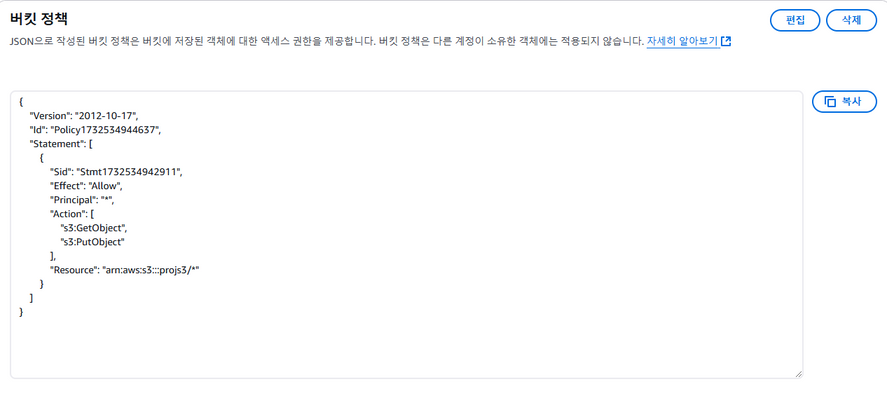 버킷 정책
편집
삭제
JSON으로 작성된 버킷 정책은 버킷에 저장된 객체에 대한 액세스 권한을 제공합니다. 버킷 정책은 다른 계정이 소유한 객체에는 적용되지 않습니다. 자세히 알아보기
복사
{
    "Version": "2012-10-17",
    "Id": "Policy1732534944637",
    "Statement": [
        {
            "Sid": "Stmt1732534942911",
            "Effect": "Allow",
            "Principal": "*",
            "Action": [
                "s3:GetObject",
                "s3:PutObject"
            ],
            "Resource": "arn:aws:s3:::projs3/*"
        }
    ]
}